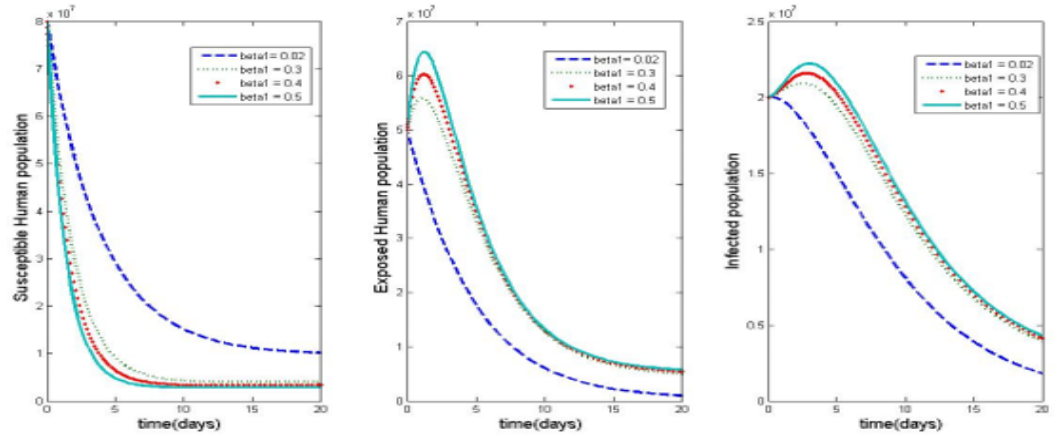 8 × 10⁷
7
6
5
4
3
2
1
0
0 5 10 15 20
Susceptible Human population
time(days)
beta1= 0.02
beta1 = 0.3
beta1 = 0.4
beta1 = 0.5
7 × 10⁷
6
5
4
3
2
1
0
0 5 10 15 20
Exposed Human population
time(days)
beta1= 0.02
beta1 = 0.3
beta1 = 0.4
beta1 = 0.5
2.5 × 10⁷
2
1.5
1
0.5
0
0 5 10 15 20
Infected population
time(days)
beta1 = 0.02
beta1 = 0.3
beta1 = 0.4
beta1 = 0.5